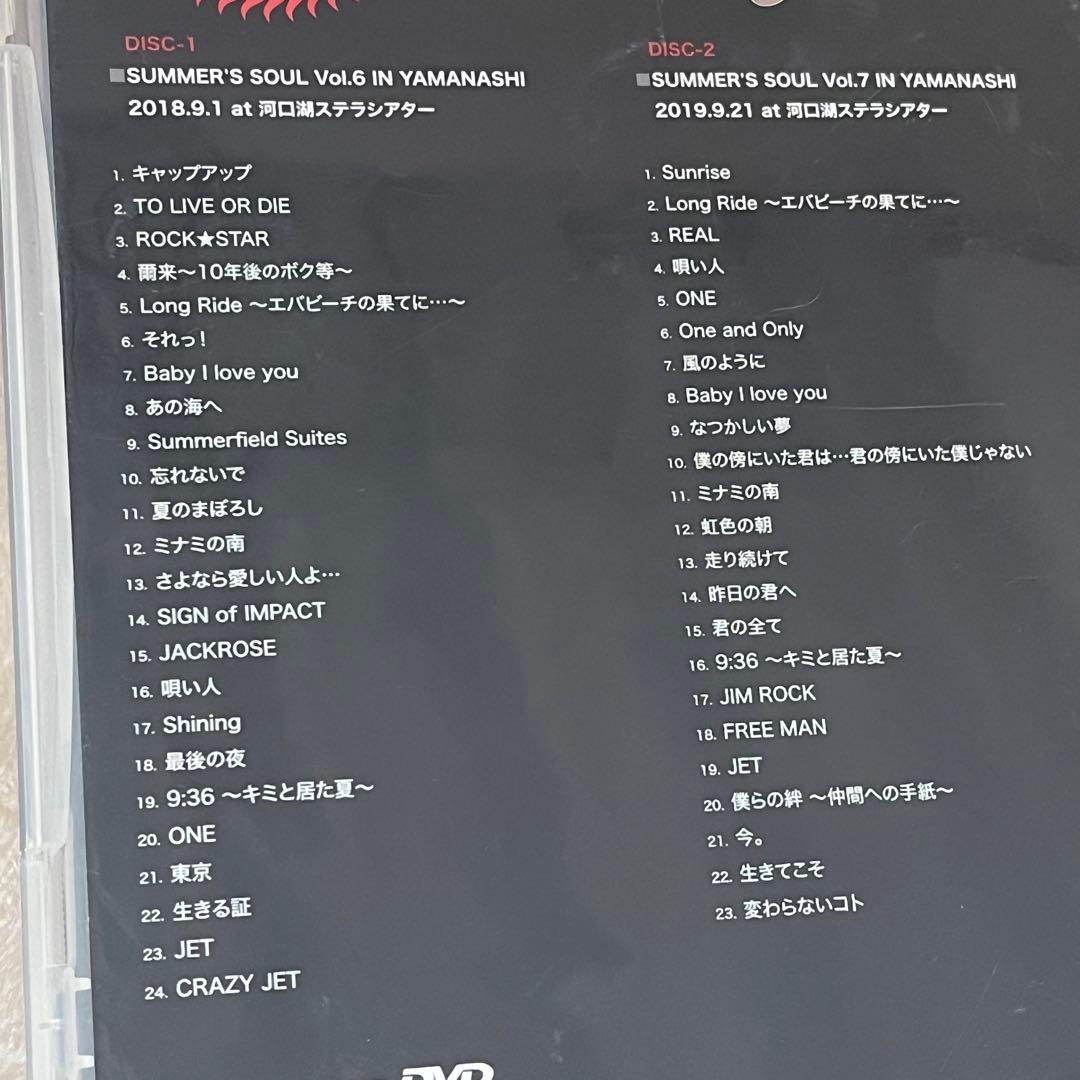 DISC-1
■SUMMER'S SOUL Vol.6 IN YAMANASHI
2018.9.1 at 河口湖ステラシアター
1. キャップアップ
2. TO LIVE OR DIE
3. ROCK★STAR
4. 爾来〜10年後のボク等〜
5. Long Ride 〜エバビーチの果てに…〜
6. それっ！
7. Baby I love you
8. あの海へ
9. Summerfield Suites
10. 忘れないで
11. 夏のまぼろし
12. ミナミの南
13. さよなら愛しい人よ…
14. SIGN of IMPACT
15. JACKROSE
16. 唄い人
17. Shining
18. 最後の夜
19. 9:36 〜キミと居た夏〜
20. ONE
21. 東京
22. 生きる証
23. JET
24. CRAZY JET
DISC-2
■SUMMER'S SOUL Vol.7 IN YAMANASHI
2019.9.21 at 河口湖ステラシアター
1. Sunrise
2. Long Ride 〜エバビーチの果てに…〜
3. REAL
4. 唄い人
5. ONE
6. One and Only
7. 風のように
8. Baby I love you
9. なつかしい夢
10. 僕の傍にいた君は…君の傍にいた僕じゃない
11. ミナミの南
12. 虹色の朝
13. 走り続けて
14. 昨日の君へ
15. 君の全て
16. 9:36 〜キミと居た夏〜
17. JIM ROCK
18. FREE MAN
19. JET
20. 僕らの絆 〜仲間への手紙〜
21. 今。
22. 生きてこそ
23. 変わらないコト
DVD